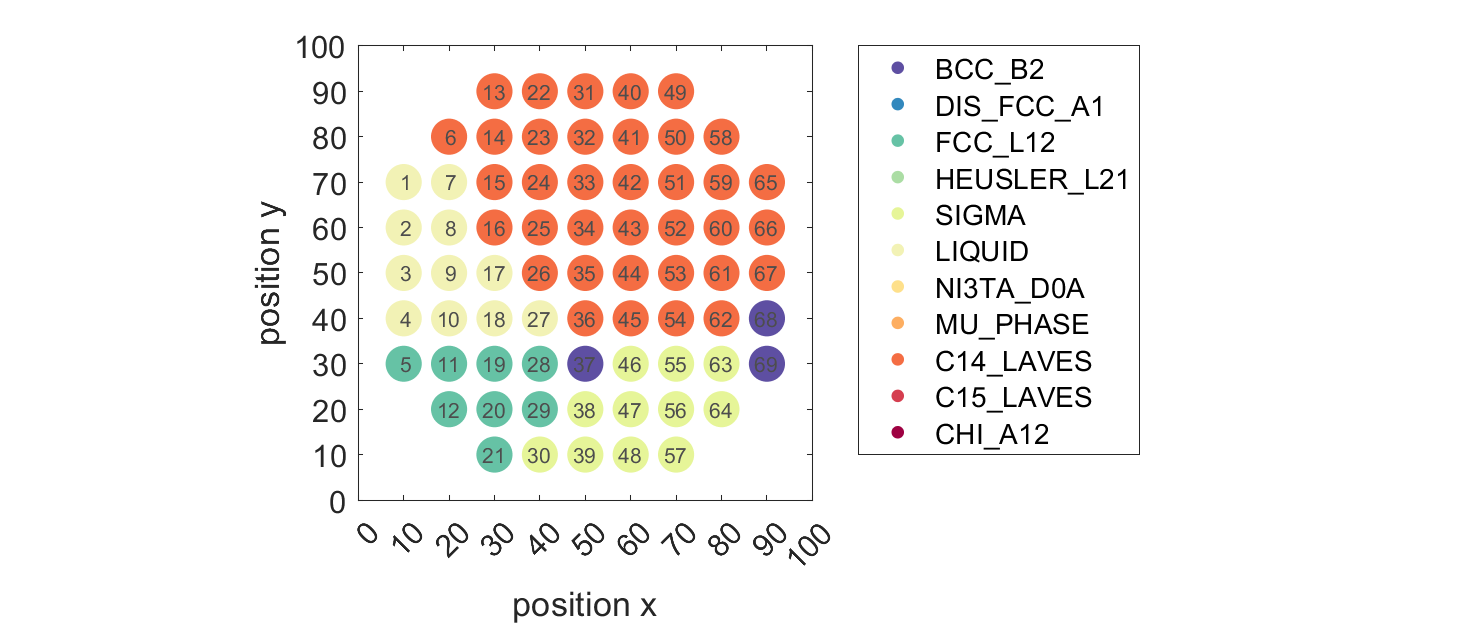 100
90
13 22 31 40 49
80
6 14 23 32 41 50 58
70
1 7 15 24 33 42 51 59 65
60
2 8 16 25 34 43 52 60 66
50
3 9 17 26 35 44 53 61 67
40
4 10 18 27 36 45 54 62 68
30
5 11 19 28 37 46 55 63 69
20
12 20 29 38 47 56 64
10
21 30 39 48 57
0
0 10 20 30 40 50 60 70 80 90 100
position x
position y
BCC_B2
DIS_FCC_A1
FCC_L12
HEUSLER_L21
SIGMA
LIQUID
NI3TA_D0A
MU_PHASE
C14_LAVES
C15_LAVES
CHI_A12